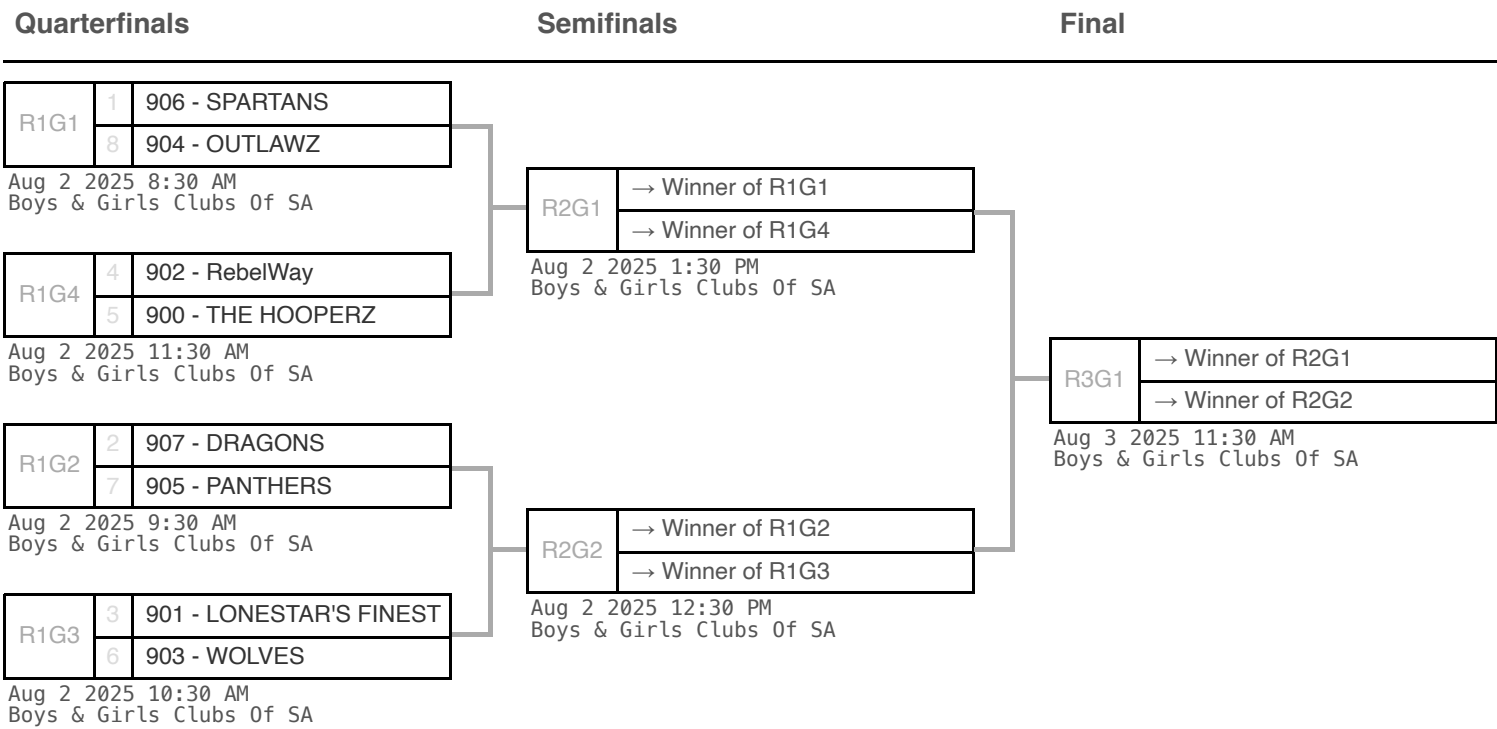 Quarterfinals
Semifinals
Final
R1G1
1
906 - SPARTANS
8
904 - OUTLAWZ
Aug 2 2025 8:30 AM
Boys & Girls Clubs Of SA
R1G4
4
902 - RebelWay
5
900 - THE HOOPERZ
Aug 2 2025 11:30 AM
Boys & Girls Clubs Of SA
R1G2
2
907 - DRAGONS
7
905 - PANTHERS
Aug 2 2025 9:30 AM
Boys & Girls Clubs Of SA
R1G3
3
901 - LONESTAR'S FINEST
6
903 - WOLVES
Aug 2 2025 10:30 AM
Boys & Girls Clubs Of SA
R2G1
→ Winner of R1G1
→ Winner of R1G4
Aug 2 2025 1:30 PM
Boys & Girls Clubs Of SA
R2G2
→ Winner of R1G2
→ Winner of R1G3
Aug 2 2025 12:30 PM
Boys & Girls Clubs Of SA
R3G1
→ Winner of R2G1
→ Winner of R2G2
Aug 3 2025 11:30 AM
Boys & Girls Clubs Of SA